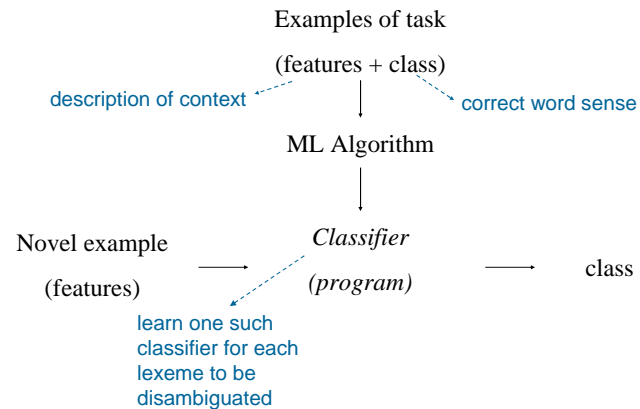 Examples of task
(features + class)
description of context
correct word sense
ML Algorithm
Novel example
(features)
Classifier
(program)
class
learn one such
classifier for each
lexeme to be
disambiguated